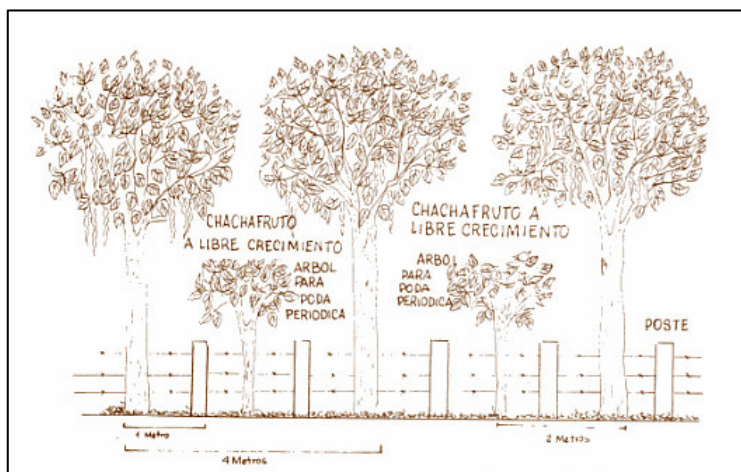 CHACHAFRUTO
A LIBRE CRECIMIENTO
CHACHAFRUTO A
LIBRE CRECIMIENTO
ARBOL
PARA
PODA
PERIODICA
ARBOL
PARA
PODA
PERIODICA
POSTE
1 Metro
2 Metros
4 Metros